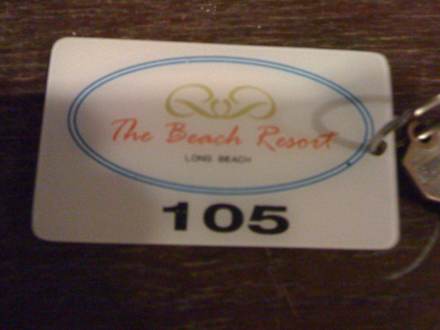 The Beach Resort
LONG BEACH
105